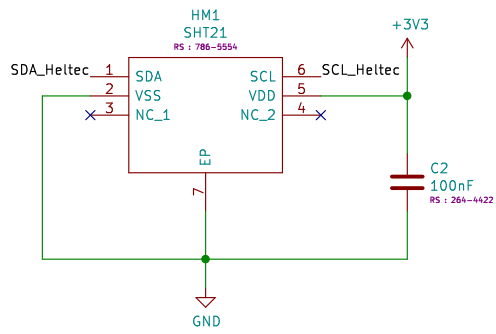 HM1
SHT21
RS : 786-5554
+3V3
SDA_Heltec 1 SDA SCL 6 SCL_Heltec
2 VSS VDD 5
3 NC_1 NC_2 4
EP
7
C2
100nF
RS : 264-4422
GND